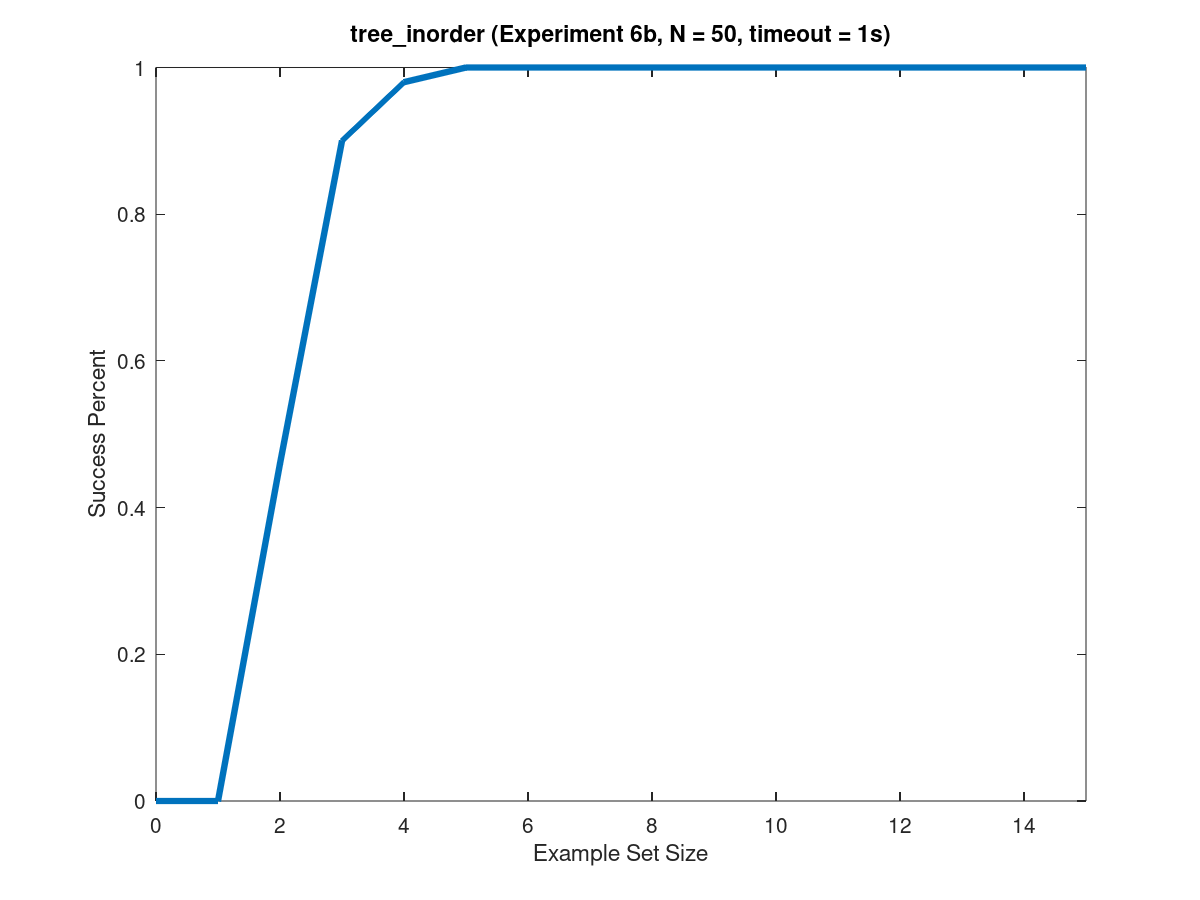 tree_inorder (Experiment 6b, N = 50, timeout = 1s)
1
0.8
0.6
0.4
0.2
0
Success Percent
0 2 4 6 8 10 12 14
Example Set Size